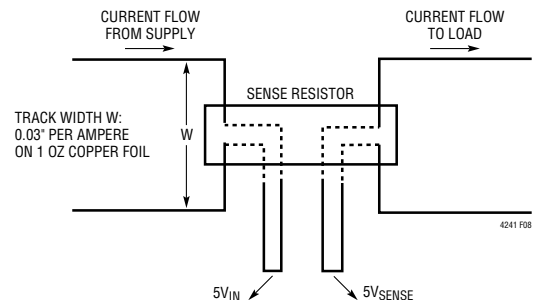 CURRENT FLOW
FROM SUPPLY
CURRENT FLOW
TO LOAD
SENSE RESISTOR
TRACK WIDTH W:
0.03" PER AMPERE
ON 1 OZ COPPER FOIL
W
4241 F08
5VIN
5VSENSE